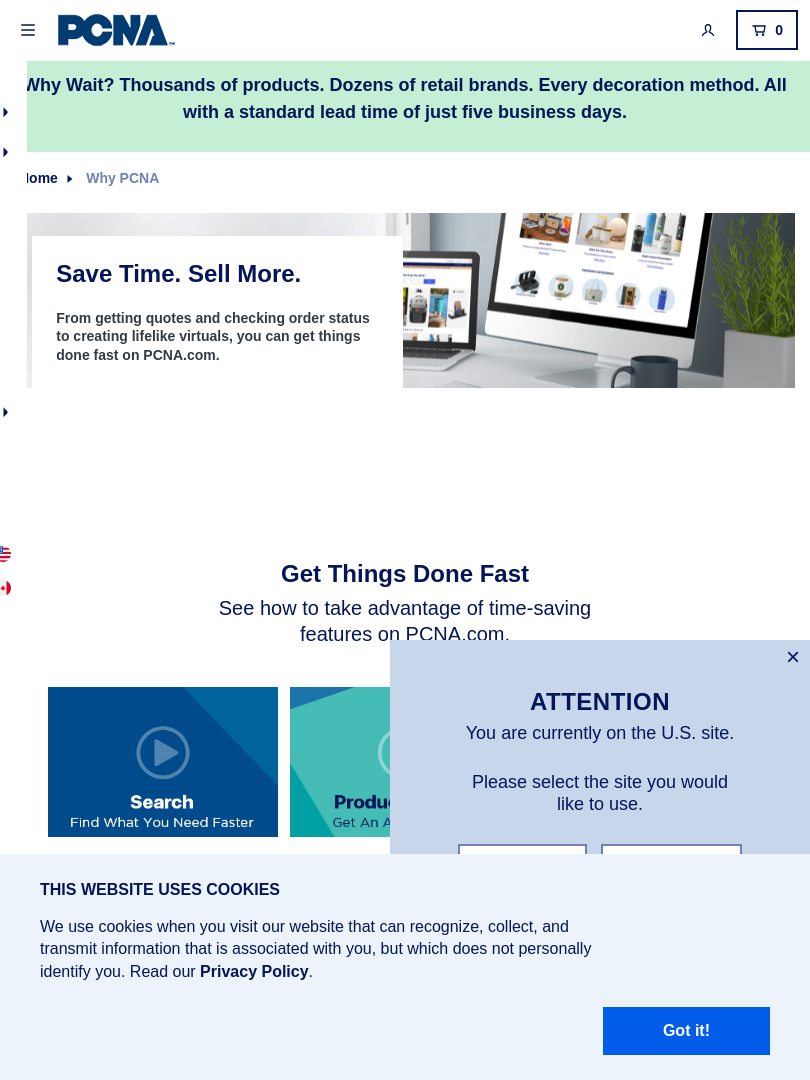 PCNA
0
Why Wait? Thousands of products. Dozens of retail brands. Every decoration method. All
with a standard lead time of just five business days.
Home
Why PCNA
Save Time. Sell More.
From getting quotes and checking order status
to creating lifelike virtuals, you can get things
done fast on PCNA.com.
Get Things Done Fast
See how to take advantage of time-saving
features on PCNA.com.
Search
Find What You Need Faster
Get An
ATTENTION
You are currently on the U.S. site.
Please select the site you would
like to use.
THIS WEBSITE USES COOKIES
We use cookies when you visit our website that can recognize, collect, and
transmit information that is associated with you, but which does not personally
identify you. Read our Privacy Policy.
Got it!